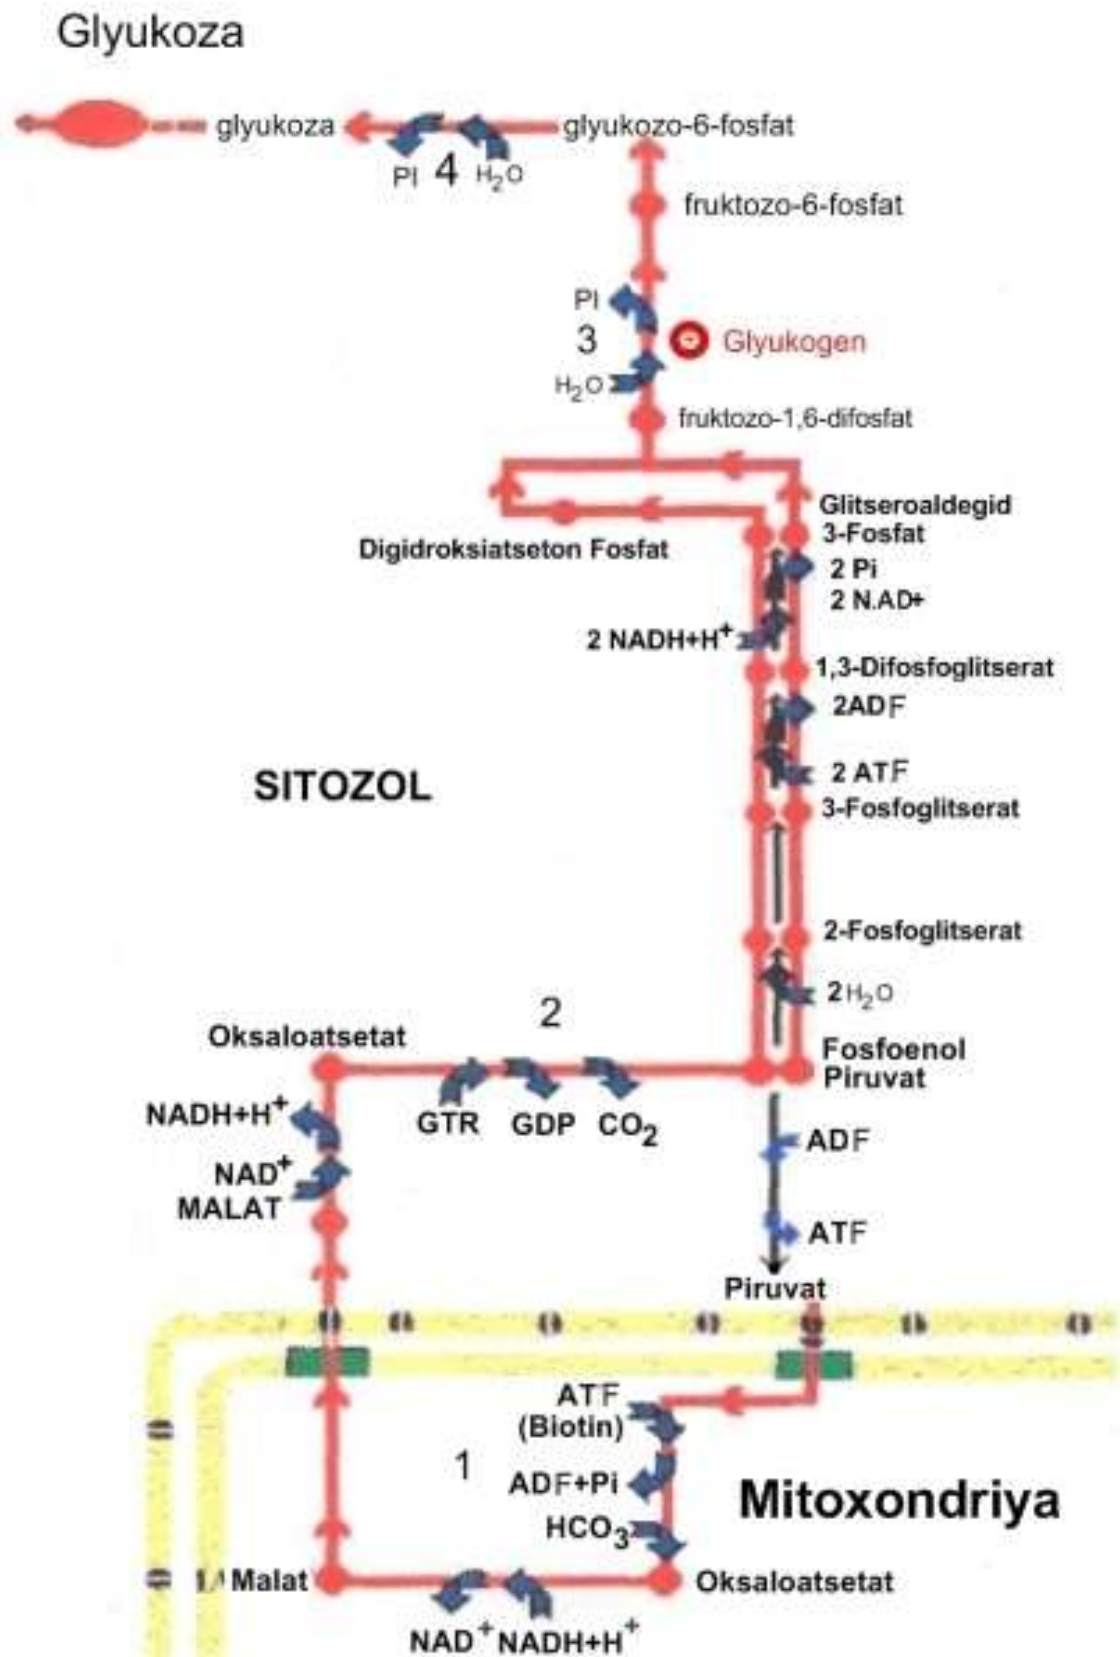 Glyukoza
glyukoza
glyukozo-6-fosfat
PI 4 H₂O
fruktozo-6-fosfat
PI
3
Glyukogen
H₂O
fruktozo-1,6-difosfat
Glitseroaldegid
3-Fosfat
Digidroksiatseton Fosfat
2 Pi
2 N.AD+
2 NADH+H⁺
1,3-Difosfoglitserat
2ADF
SITOZOL
2 ATF
3-Fosfoglitserat
2-Fosfoglitserat
2H₂O
2
Oksaloatsetat
Fosfoenol
Piruvat
NADH+H⁺
GTR GDP CO₂
ADF
NAD⁺
MALAT
ATF
Piruvat
ATF
(Biotin)
1
ADF+Pi
Mitoxondriya
HCO₃
Malat
Oksaloatsetat
NAD⁺ NADH+H⁺